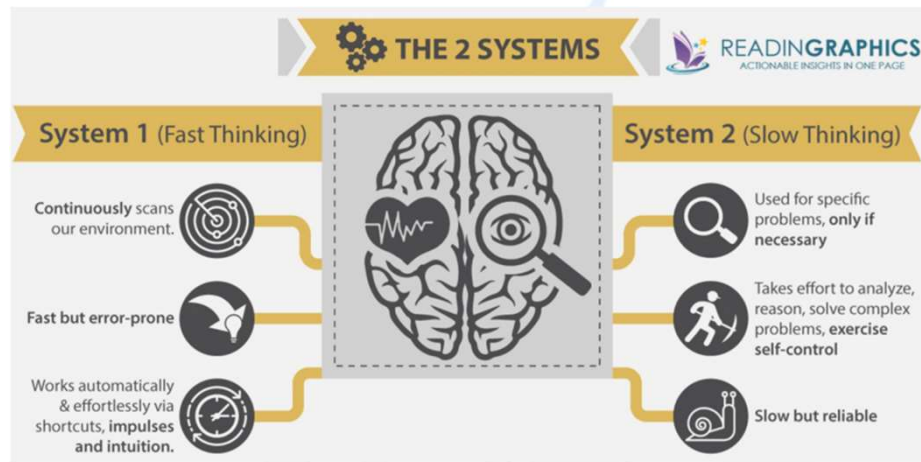 THE 2 SYSTEMS
READINGRAPHICS
ACTIONABLE INSIGHTS IN ONE PAGE
System 1 (Fast Thinking)
Continuously scans
our environment.
Fast but error-prone
Works automatically
& effortlessly via
shortcuts, impulses
and intuition.
System 2 (Slow Thinking)
Used for specific
problems, only if
necessary
Takes effort to analyze,
reason, solve complex
problems, exercise
self-control
Slow but reliable